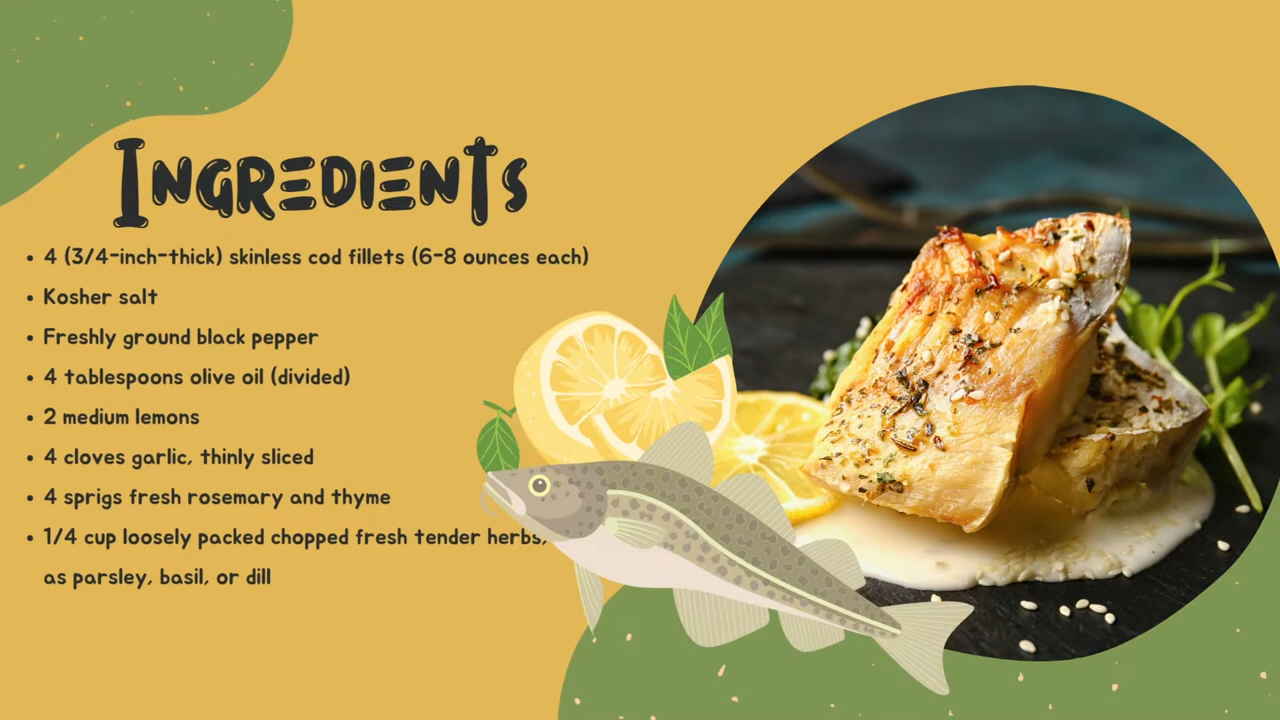 Ingredients
• 4 (3/4-inch-thick) skinless cod fillets (6-8 ounces each)
• Kosher salt
• Freshly ground black pepper
• 4 tablespoons olive oil (divided)
• 2 medium lemons
• 4 cloves garlic, thinly sliced
• 4 sprigs fresh rosemary and thyme
• 1/4 cup loosely packed chopped fresh tender herbs,
as parsley, basil, or dill